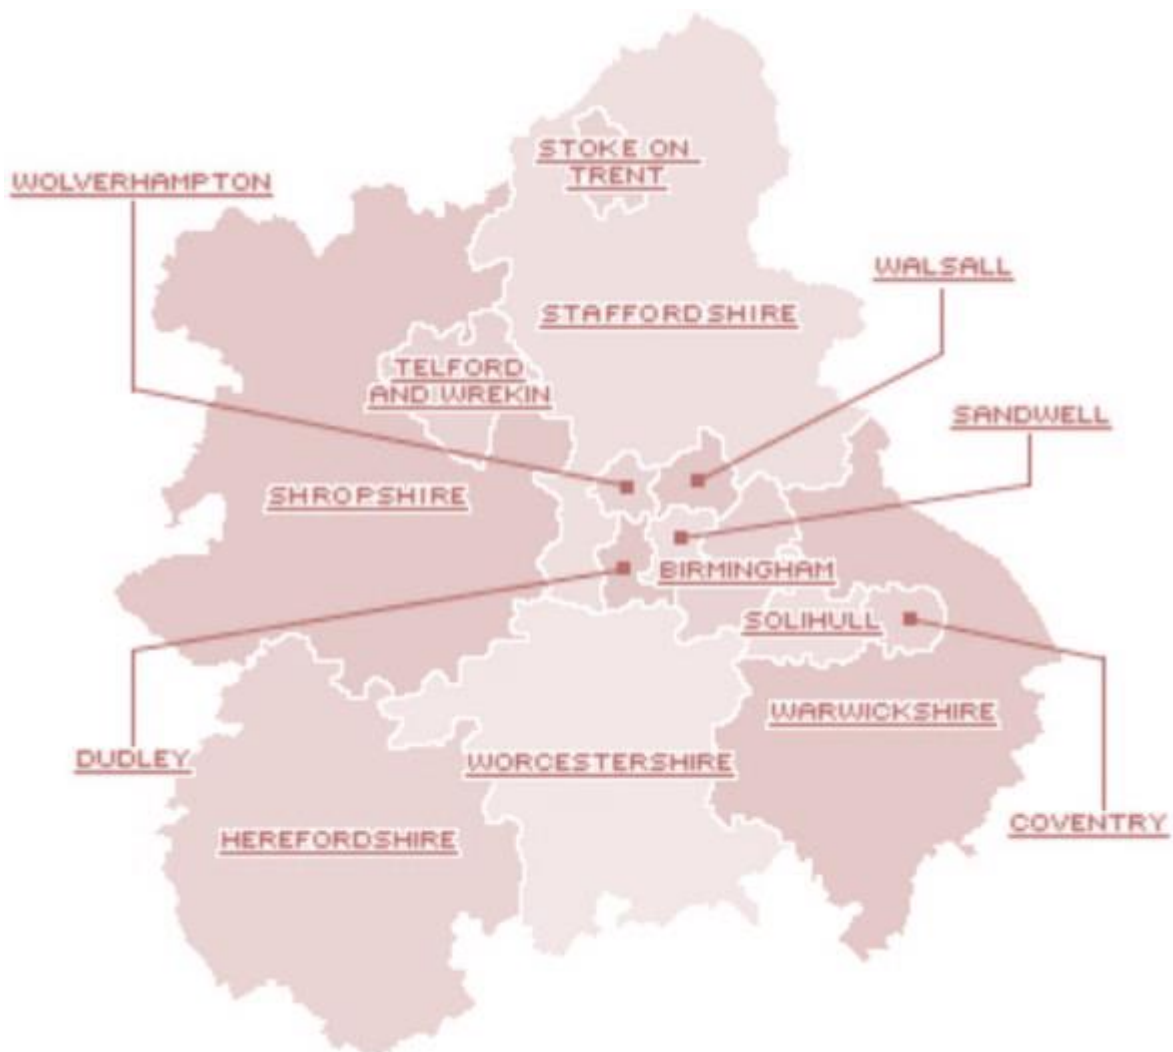 STOKE ON
TRENT
WOLVERHAMPTON
WALSALL
STAFFORDSHIRE
TELFORD
AND WREKIN
SANDWELL
SHROPSHIRE
BIRMINGHAM
SOLIHULL
WARWICKSHIRE
DUDLEY
WORCESTERSHIRE
COVENTRY
HEREFORDSHIRE